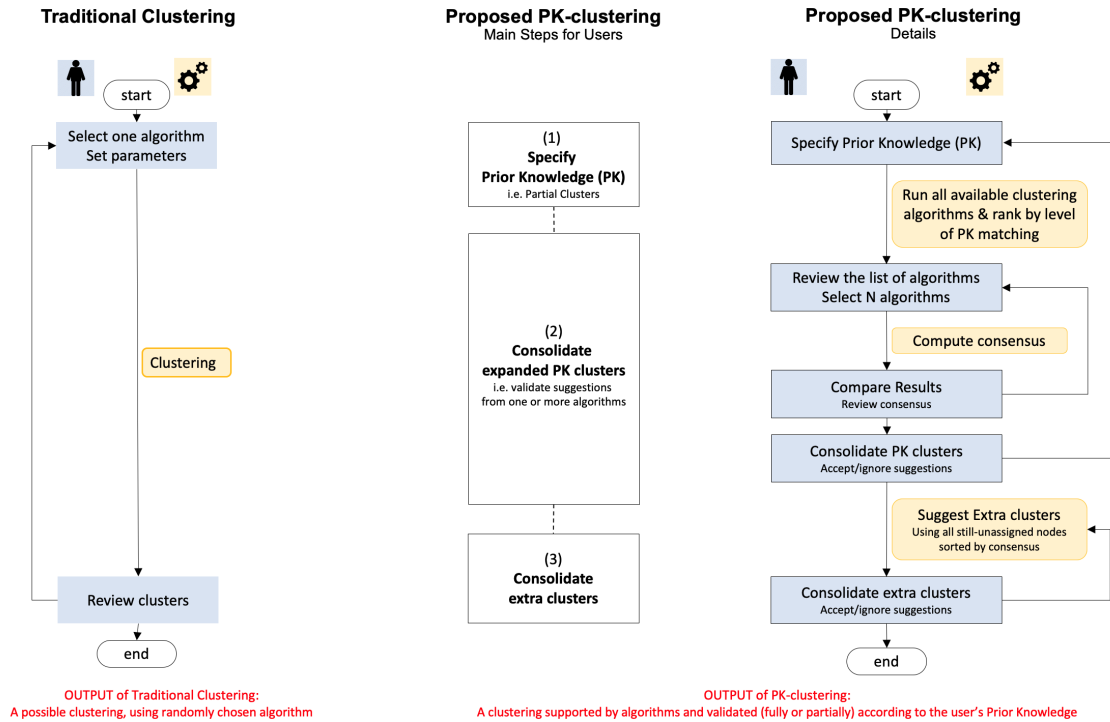 Traditional Clustering
start
Select one algorithm
Set parameters
Clustering
Review clusters
end
OUTPUT of Traditional Clustering:
A possible clustering, using randomly chosen algorithm
Proposed PK-clustering
Main Steps for Users
(1)
Specify
Prior Knowledge (PK)
i.e. Partial Clusters
(2)
Consolidate
expanded PK clusters
i.e. validate suggestions
from one or more algorithms
(3)
Consolidate
extra clusters
Proposed PK-clustering
Details
start
Specify Prior Knowledge (PK)
Run all available clustering
algorithms & rank by level
of PK matching
Review the list of algorithms
Select N algorithms
Compute consensus
Compare Results
Review consensus
Consolidate PK clusters
Accept/ignore suggestions
Suggest Extra clusters
Using all still-unassigned nodes
sorted by consensus
Consolidate extra clusters
Accept/ignore suggestions
end
OUTPUT of PK-clustering:
A clustering supported by algorithms and validated (fully or partially) according to the user's Prior Knowledge